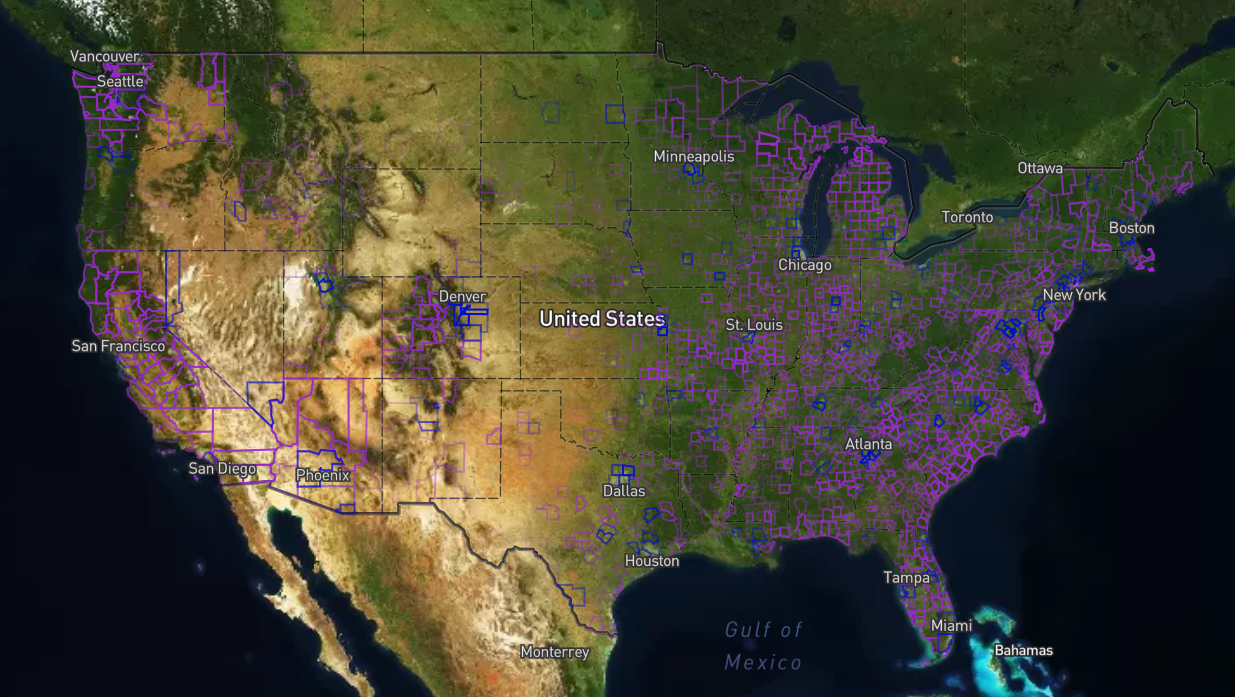 Vancouver
Seattle
Minneapolis
Ottawa
Toronto
Boston
Chicago
Denver
New York
United States
St. Louis
San Francisco
Atlanta
San Diego
Phoenix
Dallas
Houston
Tampa
Miami
Gulf of
Mexico
Monterrey
Bahamas